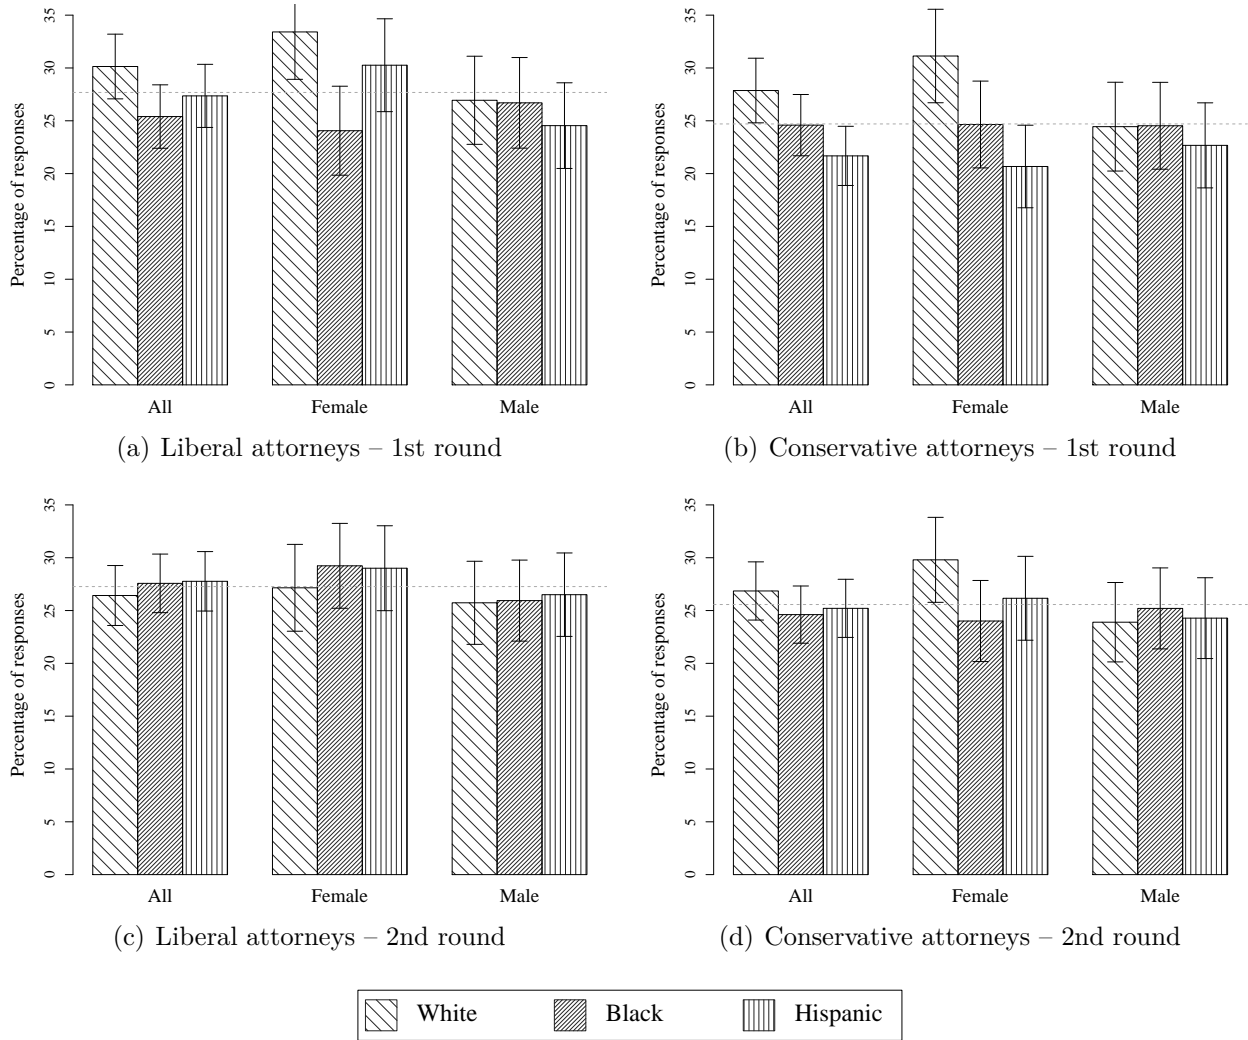 Percentage of responses
0 5 10 15 20 25 30 35
All Female Male
(a) Liberal attorneys – 1st round
Percentage of responses
0 5 10 15 20 25 30 35
All Female Male
(b) Conservative attorneys – 1st round
Percentage of responses
0 5 10 15 20 25 30 35
All Female Male
(c) Liberal attorneys – 2nd round
Percentage of responses
0 5 10 15 20 25 30 35
All Female Male
(d) Conservative attorneys – 2nd round
White Black Hispanic